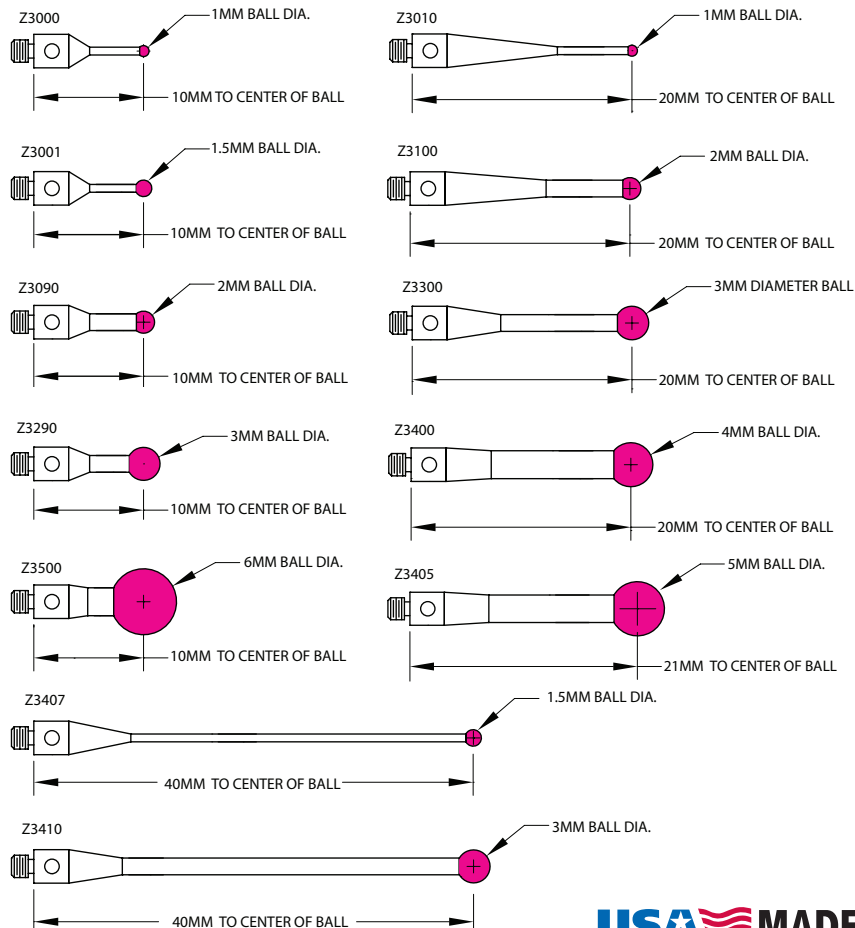 Z3000
1MM BALL DIA.
10MM TO CENTER OF BALL
Z3010
1MM BALL DIA.
20MM TO CENTER OF BALL
Z3001
1.5MM BALL DIA.
10MM TO CENTER OF BALL
Z3100
2MM BALL DIA.
20MM TO CENTER OF BALL
Z3090
2MM BALL DIA.
10MM TO CENTER OF BALL
Z3300
3MM DIAMETER BALL
20MM TO CENTER OF BALL
Z3290
3MM BALL DIA.
10MM TO CENTER OF BALL
Z3400
4MM BALL DIA.
20MM TO CENTER OF BALL
Z3500
6MM BALL DIA.
10MM TO CENTER OF BALL
Z3405
5MM BALL DIA.
21MM TO CENTER OF BALL
Z3407
1.5MM BALL DIA.
40MM TO CENTER OF BALL
Z3410
3MM BALL DIA.
40MM TO CENTER OF BALL
USA MADE